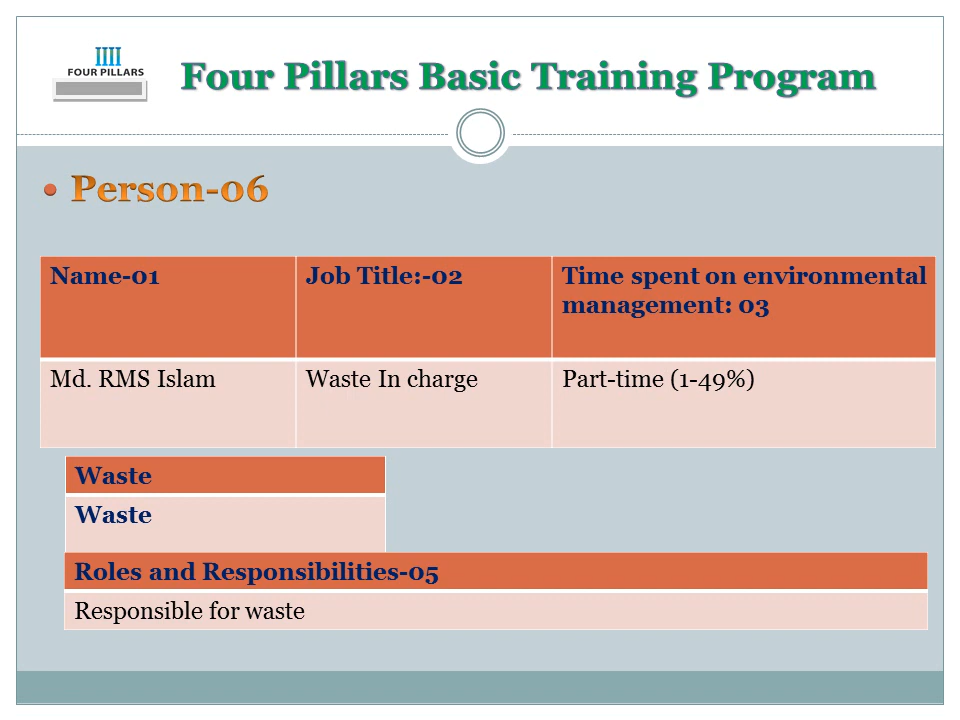 FOUR PILLARS
Four Pillars Basic Training Program
• Person-06
Name-01
Job Title:-02
Time spent on environmental
management: 03
Md. RMS Islam
Waste In charge
Part-time (1-49%)
Waste
Waste
Roles and Responsibilities-05
Responsible for waste